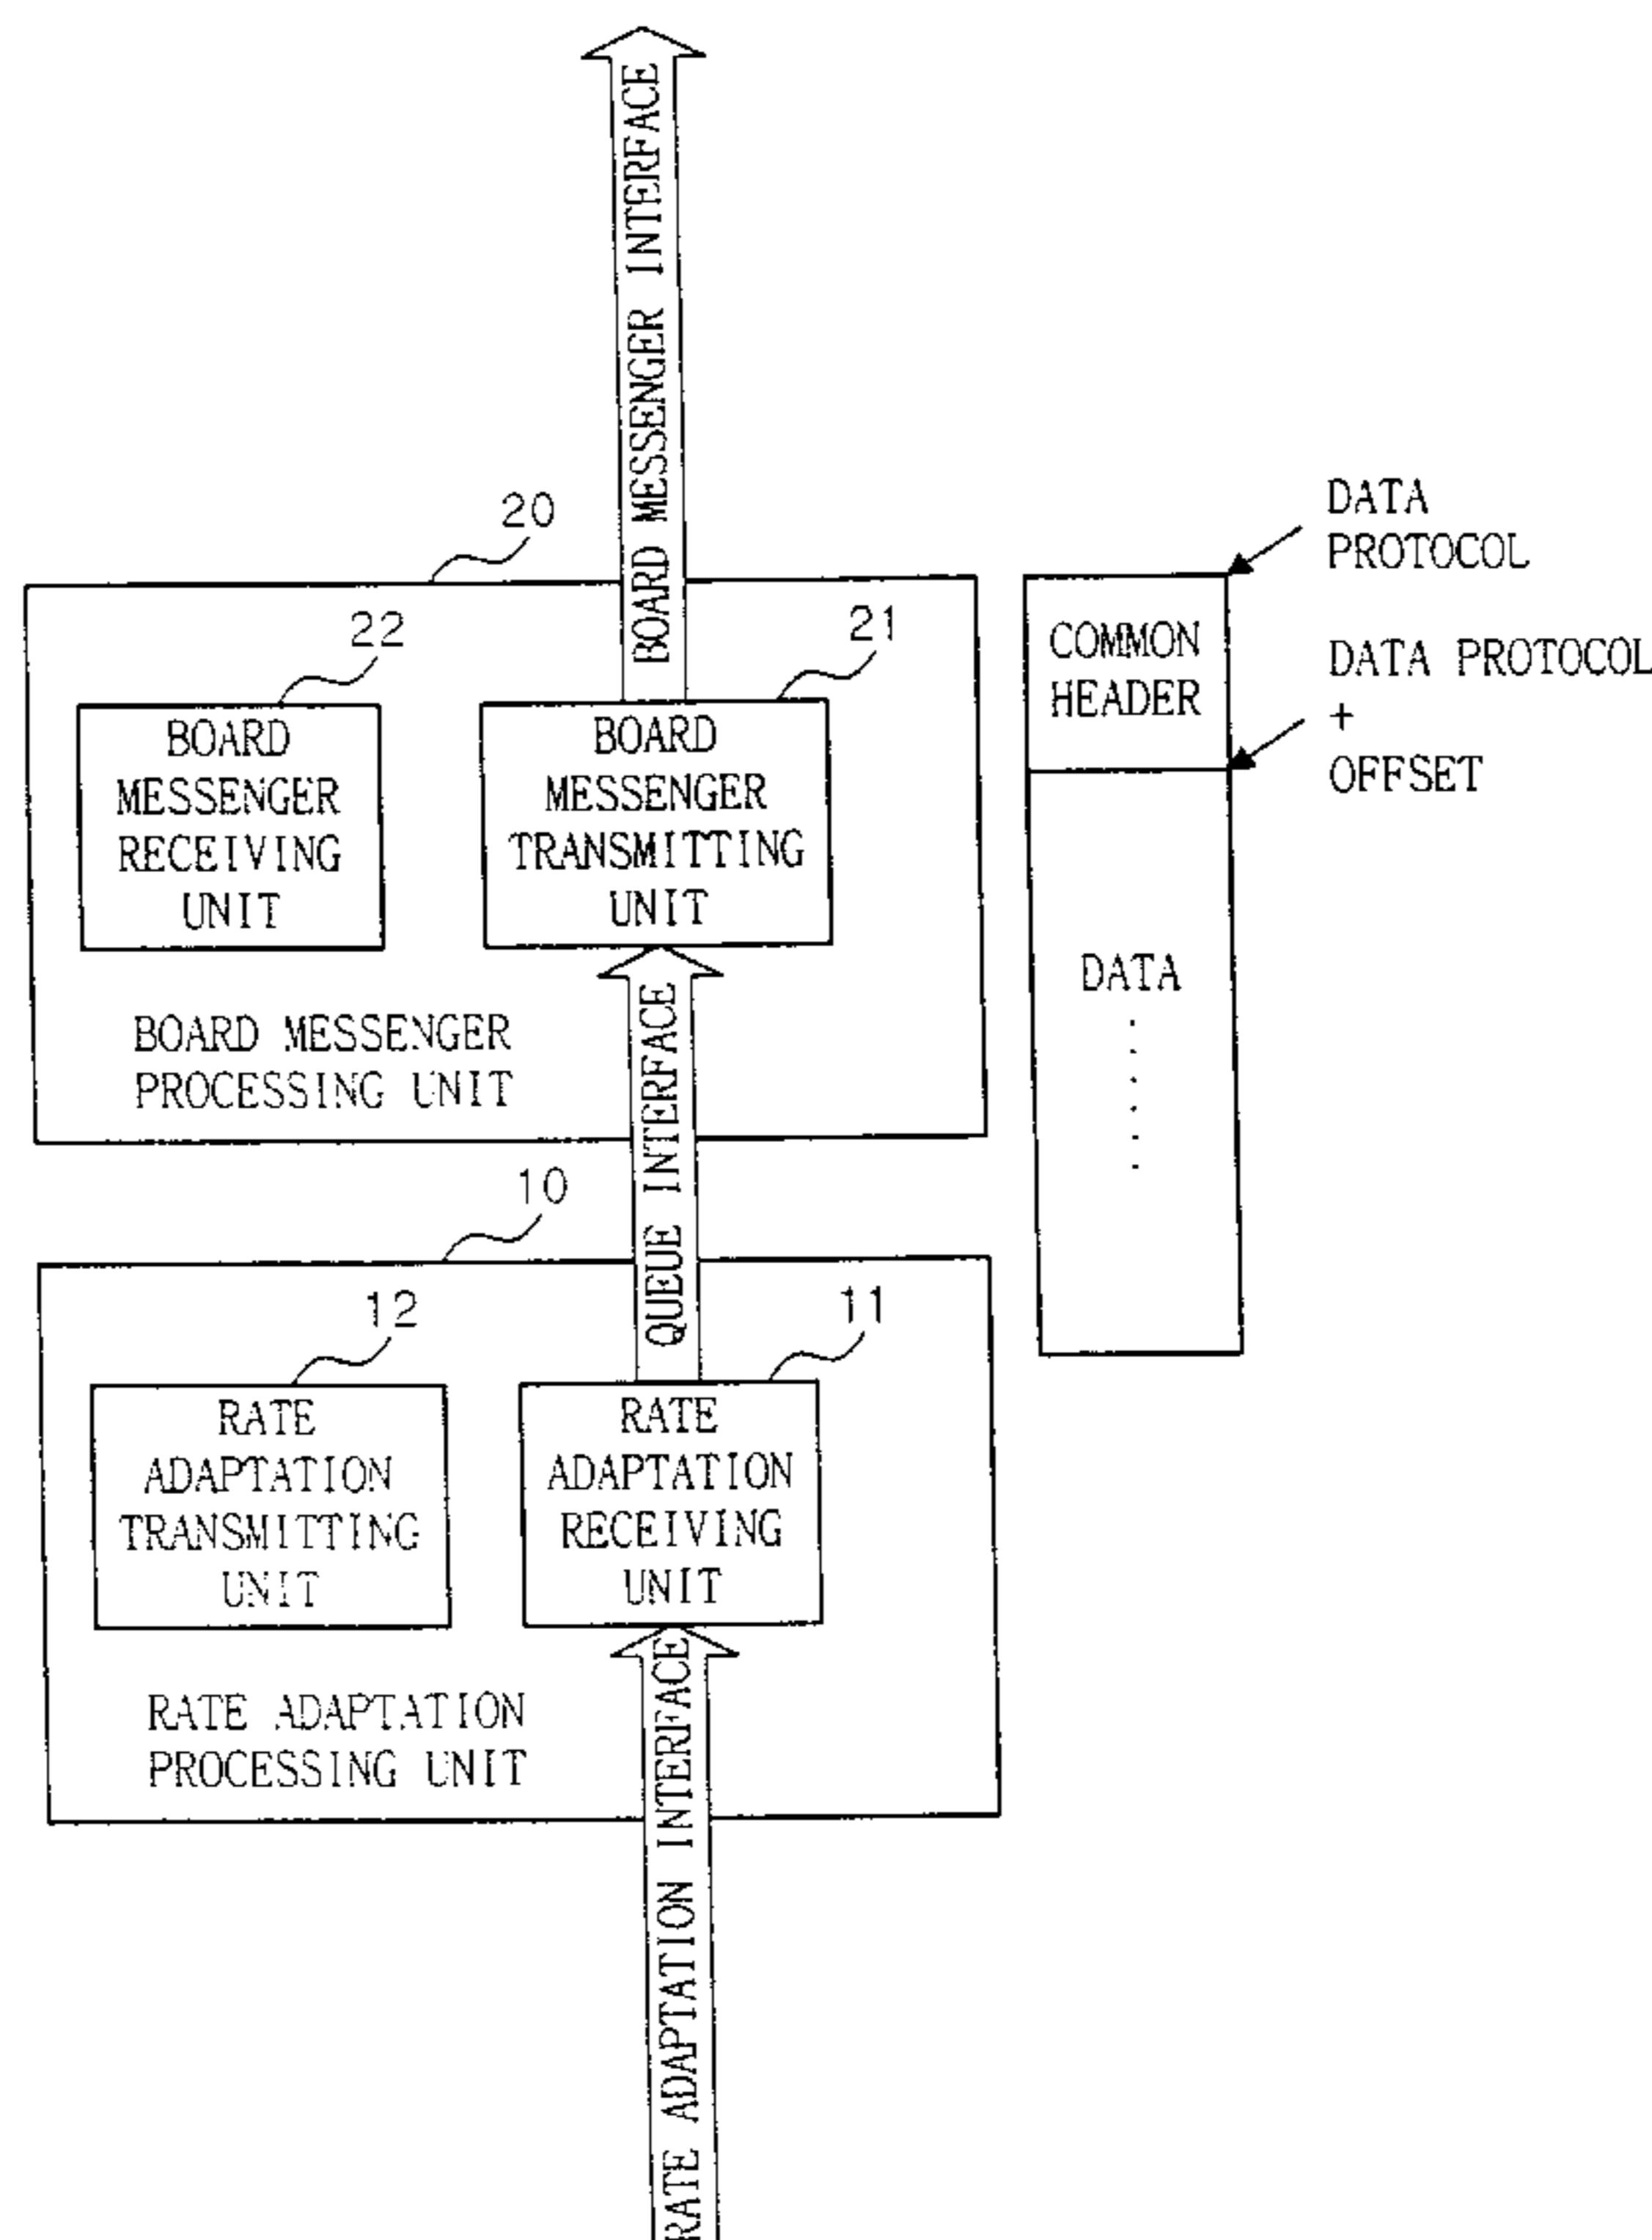 BOARD MESSENGER INTERFACE
20
22
21
BOARD
MESSENGER
RECEIVING
UNIT
BOARD
MESSENGER
TRANSMITTING
UNIT
BOARD MESSENGER
PROCESSING UNIT
DATA
PROTOCOL
COMMON
HEADER
DATA PROTOCOL
+
OFFSET
DATA
QUEUE INTERFACE
10
12
11
RATE
ADAPTATION
TRANSMITTING
UNIT
RATE
ADAPTATION
RECEIVING
UNIT
RATE ADAPTATION
PROCESSING UNIT
RATE ADAPTATION INTERFACE